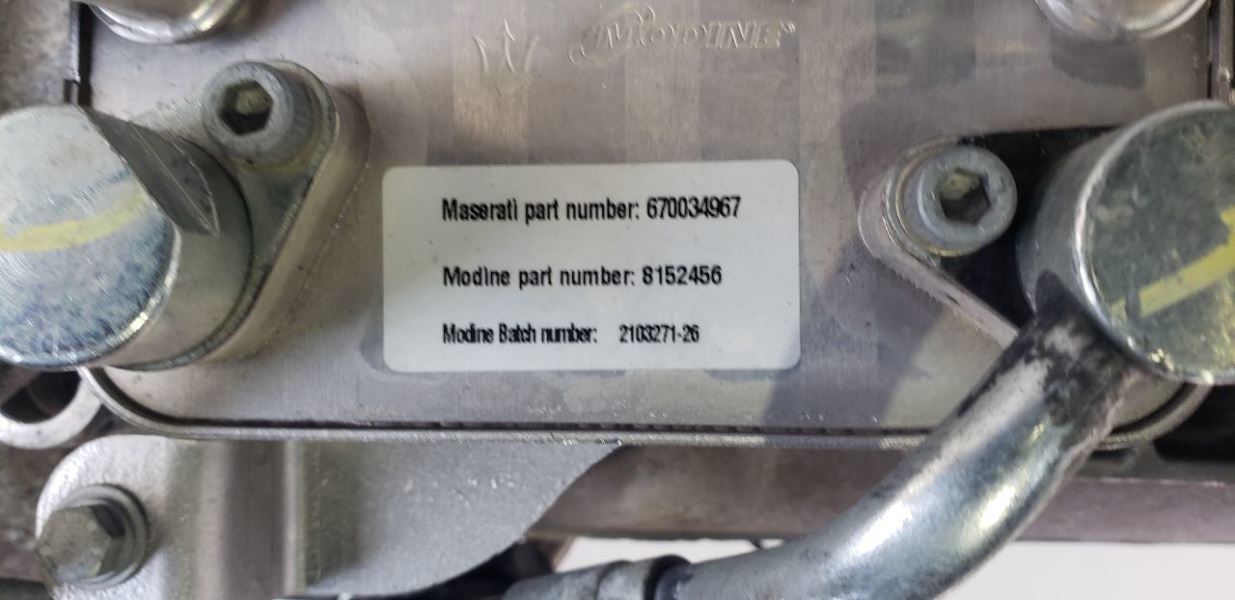 MODINE®
Maserati part number: 670034967
Modine part number: 8152456
Modine Batch number: 2103271-26